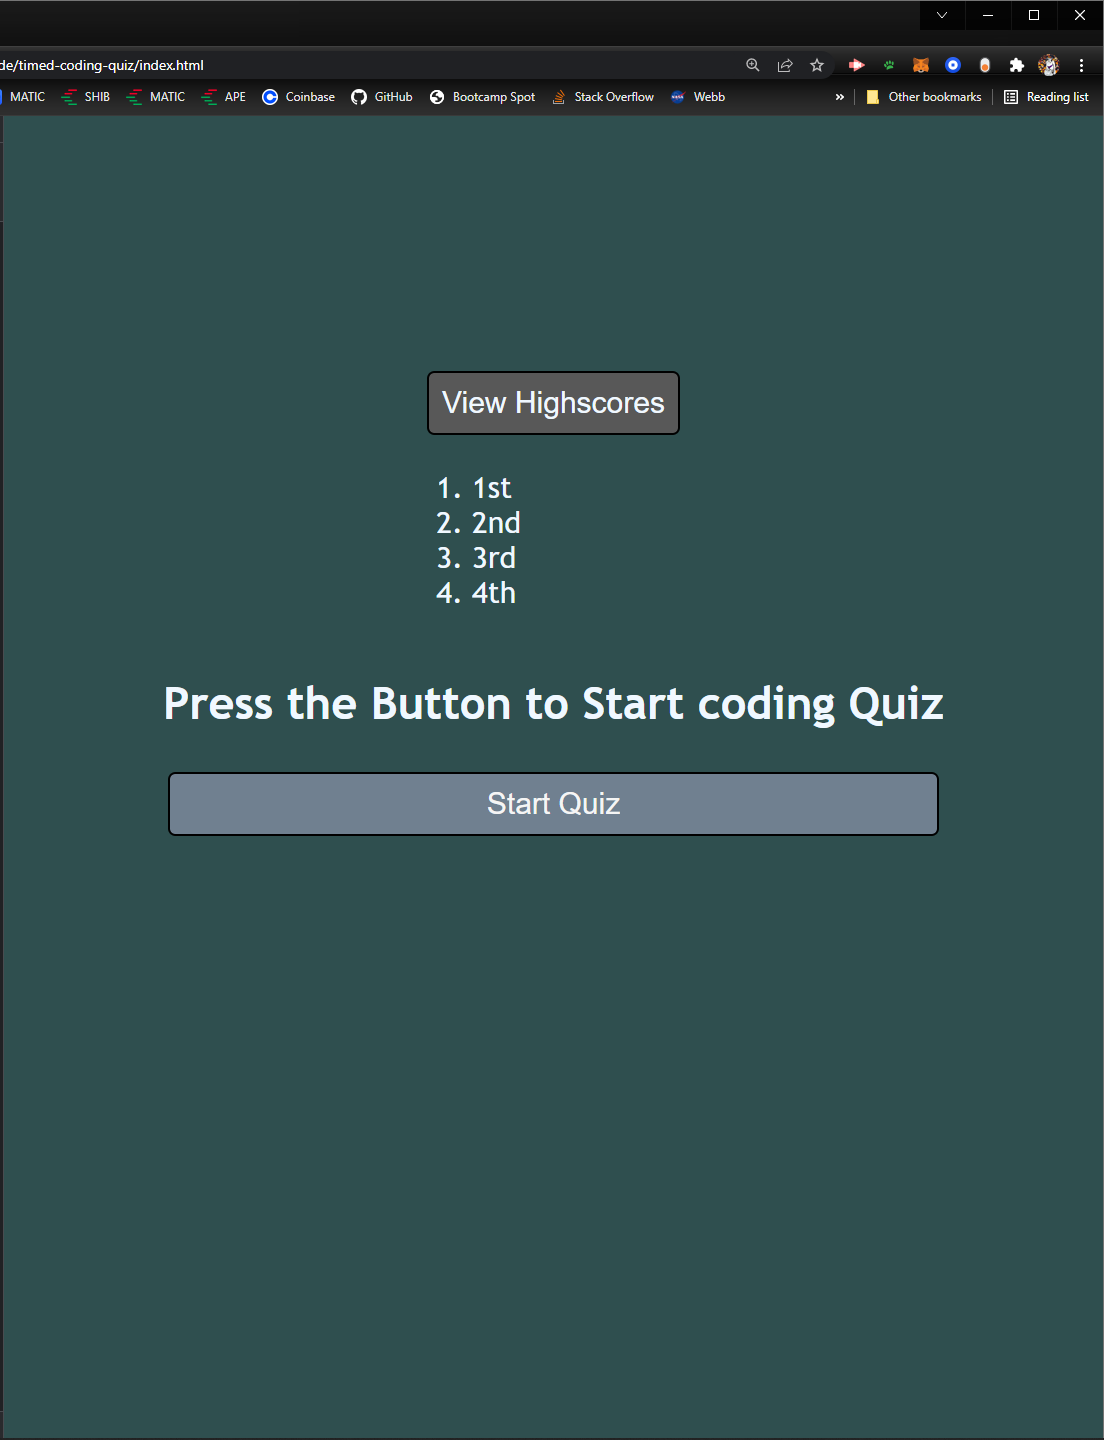 de/timed-coding-quiz/index.html
MATIC SHIB MATIC APE Coinbase GitHub Bootcamp Spot Stack Overflow Webb » Other bookmarks Reading list
View Highscores
1. 1st
2. 2nd
3. 3rd
4. 4th
Press the Button to Start coding Quiz
Start Quiz